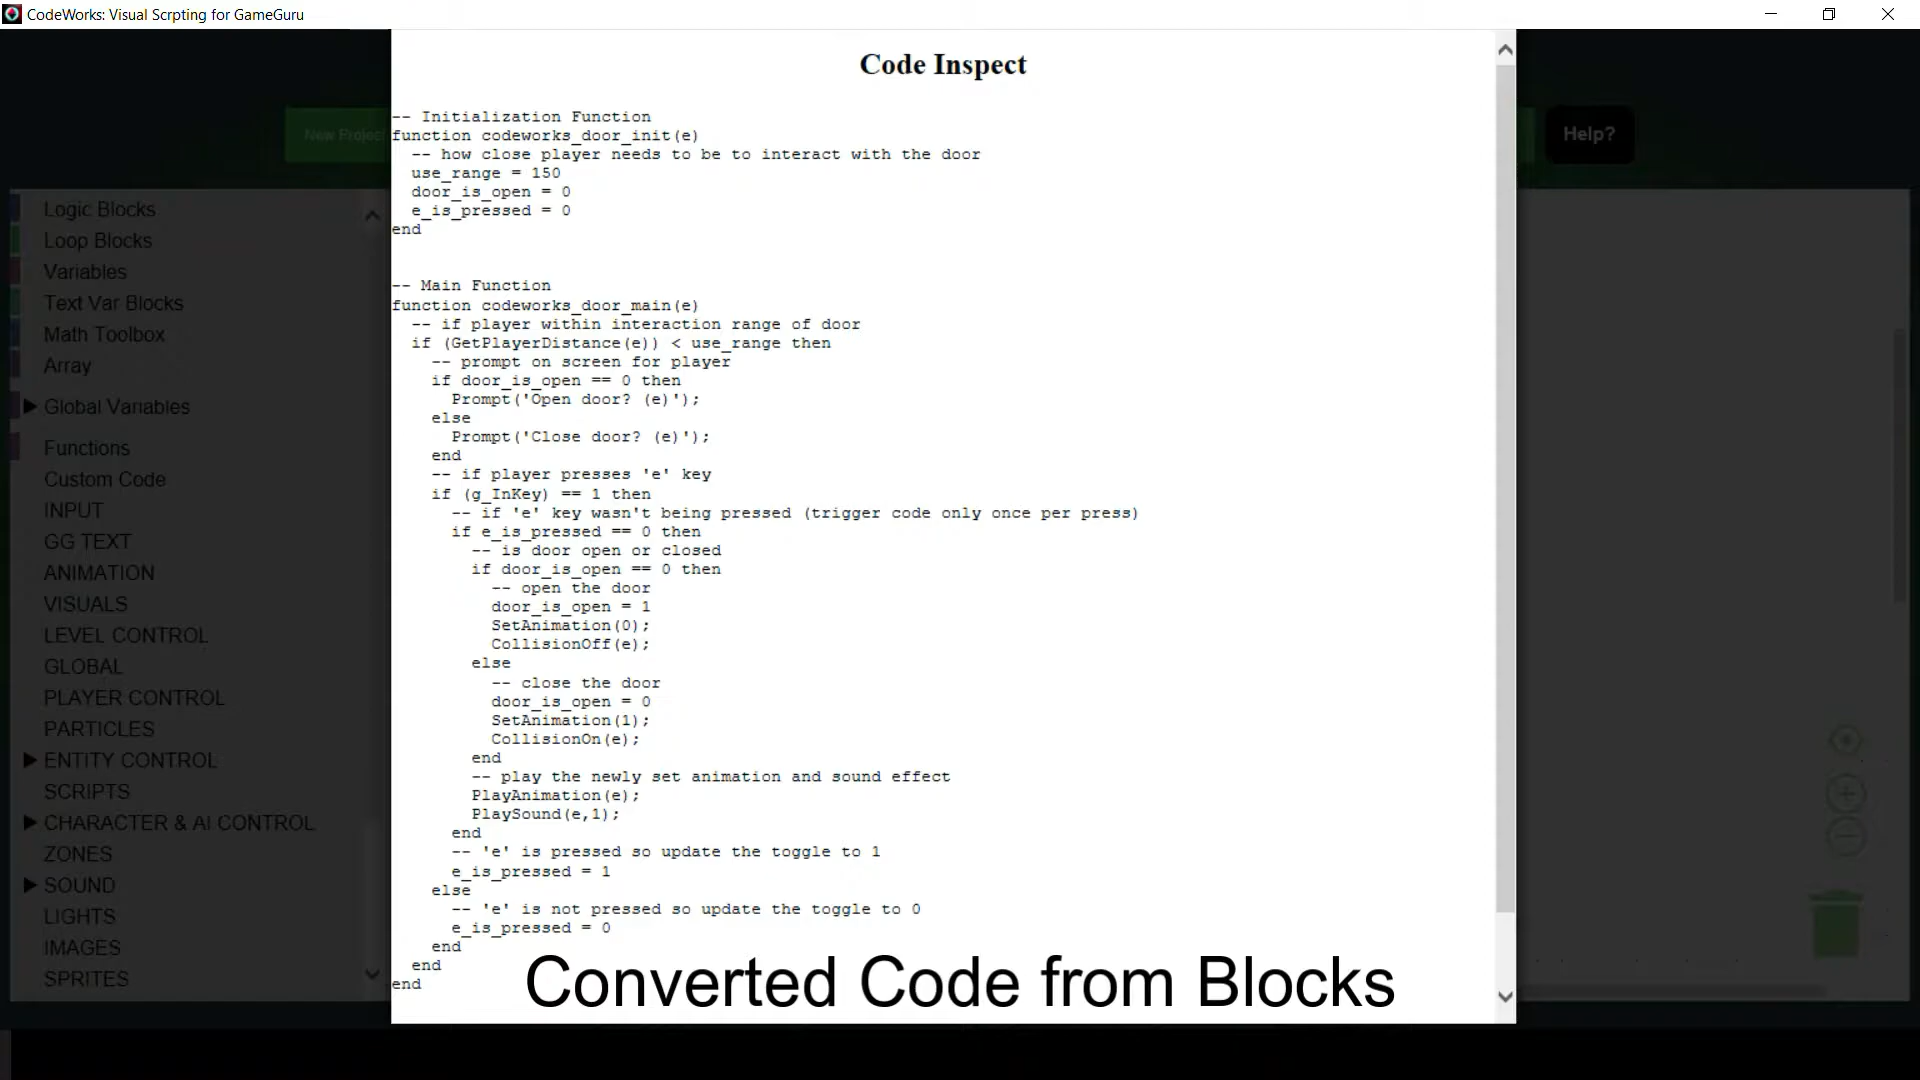 CodeWorks: Visual Scrpting for GameGuru
New Project
Help?
Logic Blocks
Loop Blocks
Variables
Text Var Blocks
Math Toolbox
Array
Global Variables
Functions
Custom Code
INPUT
GG TEXT
ANIMATION
VISUALS
LEVEL CONTROL
GLOBAL
PLAYER CONTROL
PARTICLES
ENTITY CONTROL
SCRIPTS
CHARACTER & AI CONTROL
ZONES
SOUND
LIGHTS
IMAGES
SPRITES
Code Inspect
-- Initialization Function
function codeworks_door_init(e)
-- how close player needs to be to interact with the door
use_range = 150
door_is_open = 0
e_is_pressed = 0
end
-- Main Function
function codeworks_door_main(e)
-- if player within interaction range of door
if (GetPlayerDistance(e)) < use_range then
-- prompt on screen for player
if door_is_open == 0 then
Prompt('Open door? (e)');
else
Prompt('Close door? (e)');
end
-- if player presses 'e' key
if (g_InKey) == 1 then
-- if 'e' key wasn't being pressed (trigger code only once per press)
if e_is_pressed == 0 then
-- is door open or closed
if door_is_open == 0 then
-- open the door
door_is_open = 1
SetAnimation(0);
CollisionOff(e);
else
-- close the door
door_is_open = 0
SetAnimation(1);
CollisionOn(e);
end
-- play the newly set animation and sound effect
PlayAnimation(e);
PlaySound(e,1);
end
-- 'e' is pressed so update the toggle to 1
e_is_pressed = 1
else
-- 'e' is not pressed so update the toggle to 0
e_is_pressed = 0
end
end
end
Converted Code from Blocks